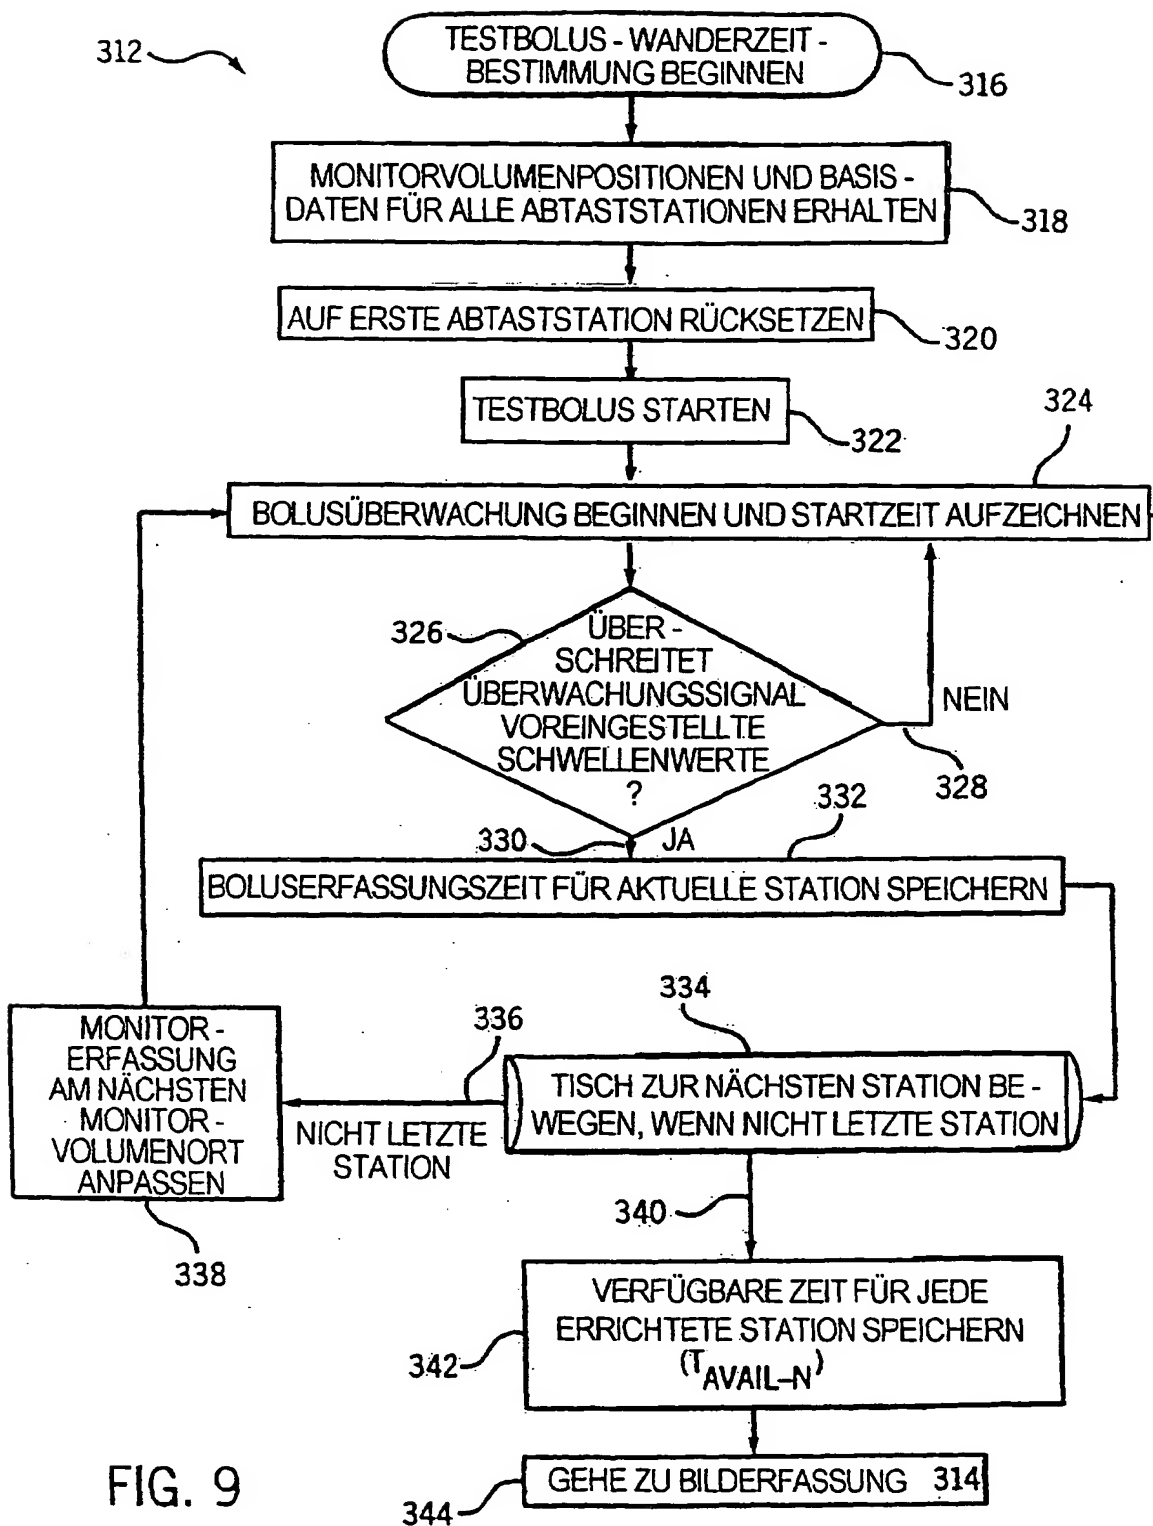 312
TESTBOLUS - WANDERZEIT -
BESTIMMUNG BEGINNEN
316
MONITORVOLUMENPOSITIONEN UND BASIS -
DATEN FÜR ALLE ABTASTSTATIONEN ERHALTEN
318
AUF ERSTE ABTASTSTATION RÜCKSETZEN
320
TESTBOLUS STARTEN
322
324
BOLUSÜBERWACHUNG BEGINNEN UND STARTZEIT AUFZEICHNEN
326
ÜBER -
SCHREITET
ÜBERWACHUNGSSIGNAL
VOREINGESTELLTE
SCHWELLENWERTE
?
NEIN
328
330
JA
332
BOLUSERFASSUNGSZEIT FÜR AKTUELLE STATION SPEICHERN
334
336
TISCH ZUR NÄCHSTEN STATION BE -
WEGEN, WENN NICHT LETZTE STATION
NICHT LETZTE
STATION
MONITOR -
ERFASSUNG
AM NÄCHSTEN
MONITOR -
VOLUMENORT
ANPASSEN
338
340
VERFÜGBARE ZEIT FÜR JEDE
ERRICHTETE STATION SPEICHERN
(TAVAIL-N)
342
GEHE ZU BILDERFASSUNG 314
344
FIG. 9